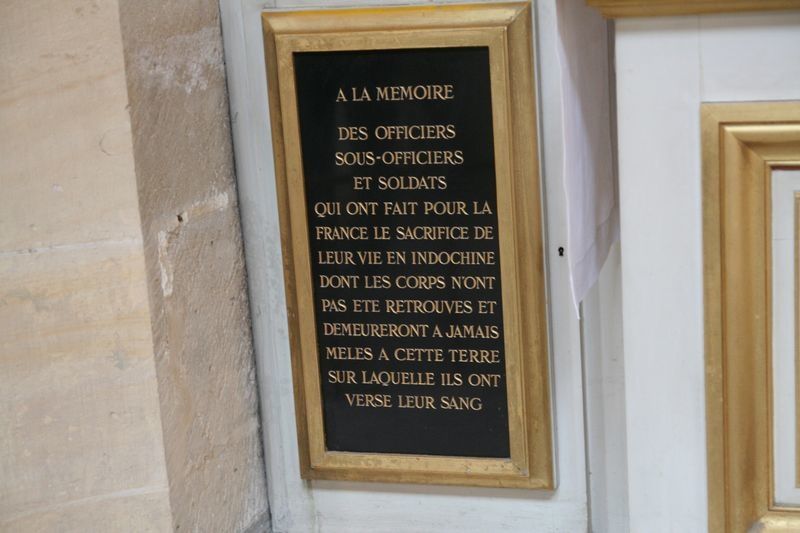 A LA MEMOIRE
DES OFFICIERS
SOUS-OFFICIERS
ET SOLDATS
QUI ONT FAIT POUR LA
FRANCE LE SACRIFICE DE
LEUR VIE EN INDOCHINE
DONT LES CORPS N'ONT
PAS ETE RETROUVES ET
DEMEURERONT A JAMAIS
MELES A CETTE TERRE
SUR LAQUELLE ILS ONT
VERSE LEUR SANG